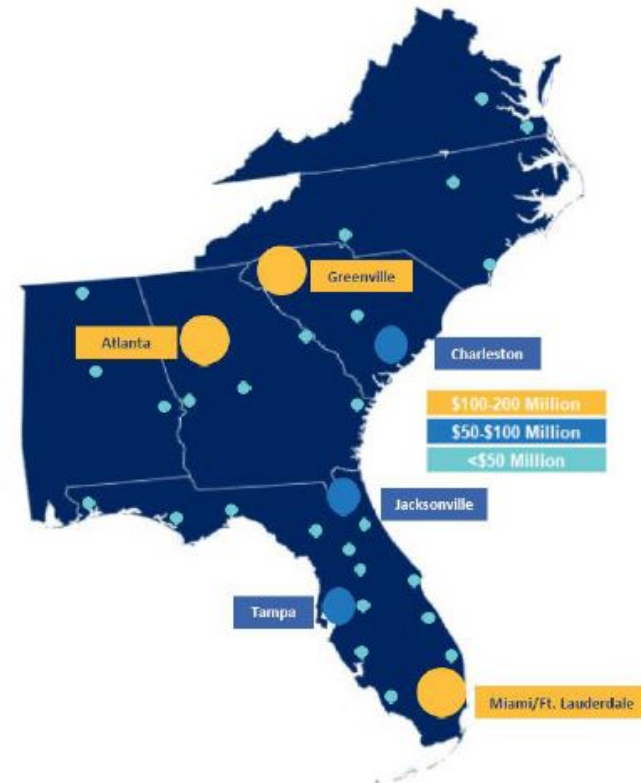 Greenville
Atlanta
Charleston
$100-200 Million
$50-$100 Million
<$50 Million
Jacksonville
Tampa
Miami/Ft. Lauderdale